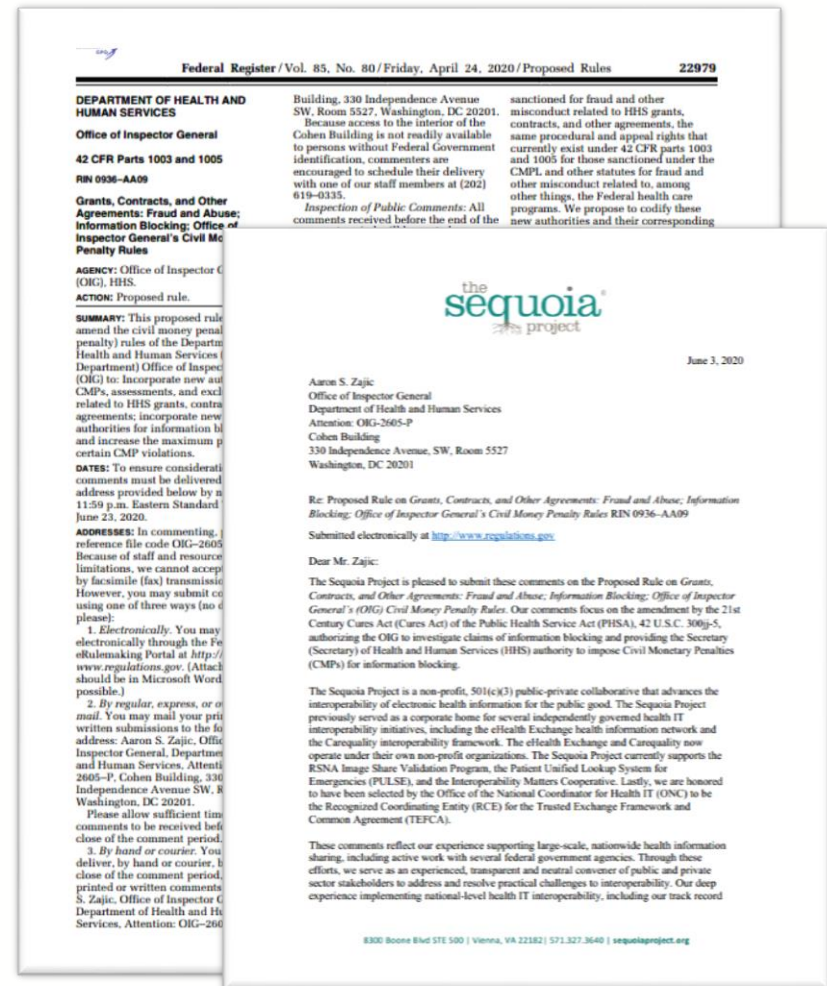 GPO
Federal Register / Vol. 85, No. 80 / Friday, April 24, 2020 / Proposed Rules 22979
DEPARTMENT OF HEALTH AND
HUMAN SERVICES
Office of Inspector General
42 CFR Parts 1003 and 1005
RIN 0936–AA09
Grants, Contracts, and Other
Agreements: Fraud and Abuse;
Information Blocking; Office of
Inspector General's Civil Mo
Penalty Rules
AGENCY: Office of Inspector G
(OIG), HHS.
ACTION: Proposed rule.
SUMMARY: This proposed rule
amend the civil money penal
penalty) rules of the Departm
Health and Human Services (
Department) Office of Inspec
(OIG) to: Incorporate new aut
CMPs, assessments, and excl
related to HHS grants, contra
agreements; incorporate new
authorities for information bl
and increase the maximum p
certain CMP violations.
DATES: To ensure considerati
comments must be delivered
address provided below by n
11:59 p.m. Eastern Standard
June 23, 2020.
ADDRESSES: In commenting, p
reference file code OIG–2605
Because of staff and resource
limitations, we cannot accep
by facsimile (fax) transmissio
However, you may submit co
using one of three ways (no d
please):
1. Electronically. You may
electronically through the Fe
eRulemaking Portal at http://
www.regulations.gov. (Attach
should be in Microsoft Word
possible.)
2. By regular, express, or o
mail. You may mail your prin
written submissions to the fo
address: Aaron S. Zajic, Offic
Inspector General, Departme
and Human Services, Attenti
2605–P, Cohen Building, 330
Independence Avenue SW, R
Washington, DC 20201.
Please allow sufficient tim
comments to be received befo
close of the comment period.
3. By hand or courier. You
deliver, by hand or courier, b
close of the comment period,
printed or written comments
S. Zajic, Office of Inspector G
Department of Health and Hu
Services, Attention: OIG–260
Building, 330 Independence Avenue
SW, Room 5527, Washington, DC 20201.
Because access to the interior of the
Cohen Building is not readily available
to persons without Federal Government
identification, commenters are
encouraged to schedule their delivery
with one of our staff members at (202)
619–0335.
Inspection of Public Comments: All
comments received before the end of the
sanctioned for fraud and other
misconduct related to HHS grants,
contracts, and other agreements, the
same procedural and appeal rights that
currently exist under 42 CFR parts 1003
and 1005 for those sanctioned under the
CMPL and other statutes for fraud and
other misconduct related to, among
other things, the Federal health care
programs. We propose to codify these
new authorities and their corresponding
the
sequoia®
project
June 3, 2020
Aaron S. Zajic
Office of Inspector General
Department of Health and Human Services
Attention: OIG-2605-P
Cohen Building
330 Independence Avenue, SW, Room 5527
Washington, DC 20201
Re: Proposed Rule on Grants, Contracts, and Other Agreements: Fraud and Abuse; Information
Blocking; Office of Inspector General's Civil Money Penalty Rules RIN 0936–AA09
Submitted electronically at http://www.regulations.gov
Dear Mr. Zajic:
The Sequoia Project is pleased to submit these comments on the Proposed Rule on Grants,
Contracts, and Other Agreements: Fraud and Abuse; Information Blocking; Office of Inspector
General's (OIG) Civil Money Penalty Rules. Our comments focus on the amendment by the 21st
Century Cures Act (Cures Act) of the Public Health Service Act (PHSA), 42 U.S.C. 300jj-5,
authorizing the OIG to investigate claims of information blocking and providing the Secretary
(Secretary) of Health and Human Services (HHS) authority to impose Civil Monetary Penalties
(CMPs) for information blocking.
The Sequoia Project is a non-profit, 501(c)(3) public-private collaborative that advances the
interoperability of electronic health information for the public good. The Sequoia Project
previously served as a corporate home for several independently governed health IT
interoperability initiatives, including the eHealth Exchange health information network and
the Carequality interoperability framework. The eHealth Exchange and Carequality now
operate under their own non-profit organizations. The Sequoia Project currently supports the
RSNA Image Share Validation Program, the Patient Unified Lookup System for
Emergencies (PULSE), and the Interoperability Matters Cooperative. Lastly, we are honored
to have been selected by the Office of the National Coordinator for Health IT (ONC) to be
the Recognized Coordinating Entity (RCE) for the Trusted Exchange Framework and
Common Agreement (TEFCA).
These comments reflect our experience supporting large-scale, nationwide health information
sharing, including active work with several federal government agencies. Through these
efforts, we serve as an experienced, transparent and neutral convener of public and private
sector stakeholders to address and resolve practical challenges to interoperability. Our deep
experience implementing national-level health IT interoperability, including our track record
8300 Boone Blvd STE 500 | Vienna, VA 22182 | 571.327.3640 | sequoiaproject.org